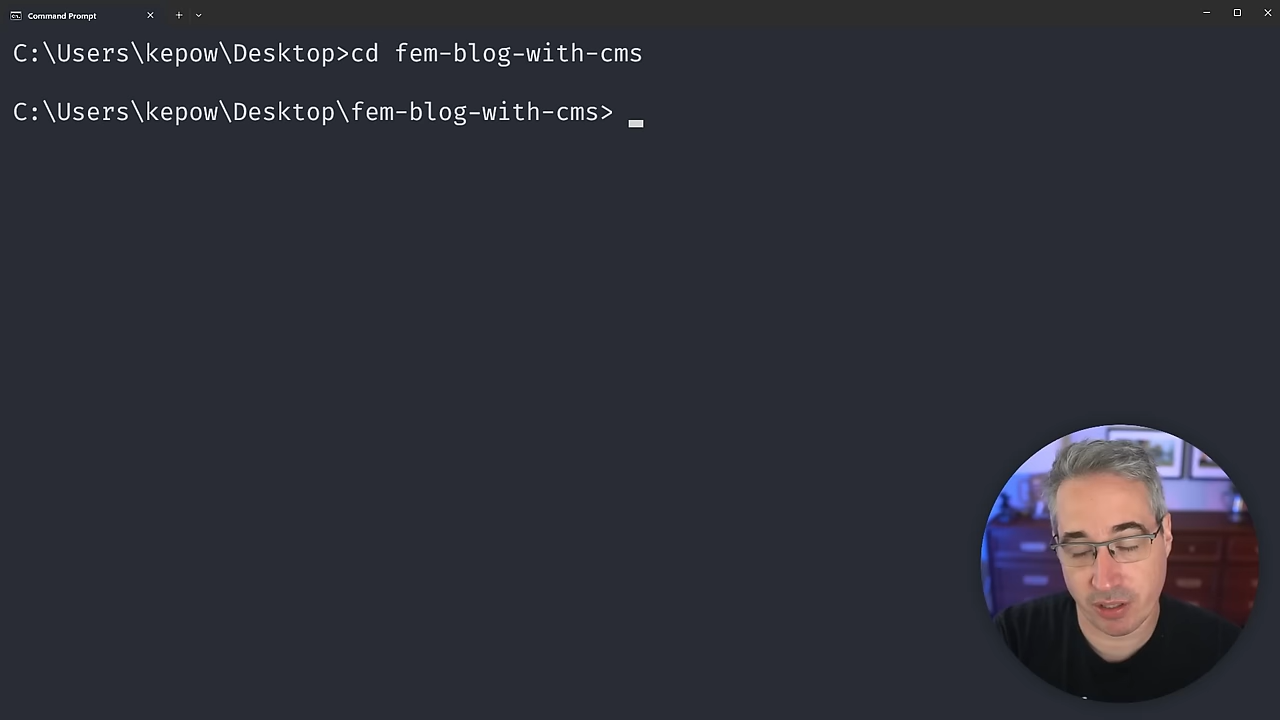 Command Prompt
C:\Users\kepow\Desktop>cd fem-blog-with-cms
C:\Users\kepow\Desktop\fem-blog-with-cms>